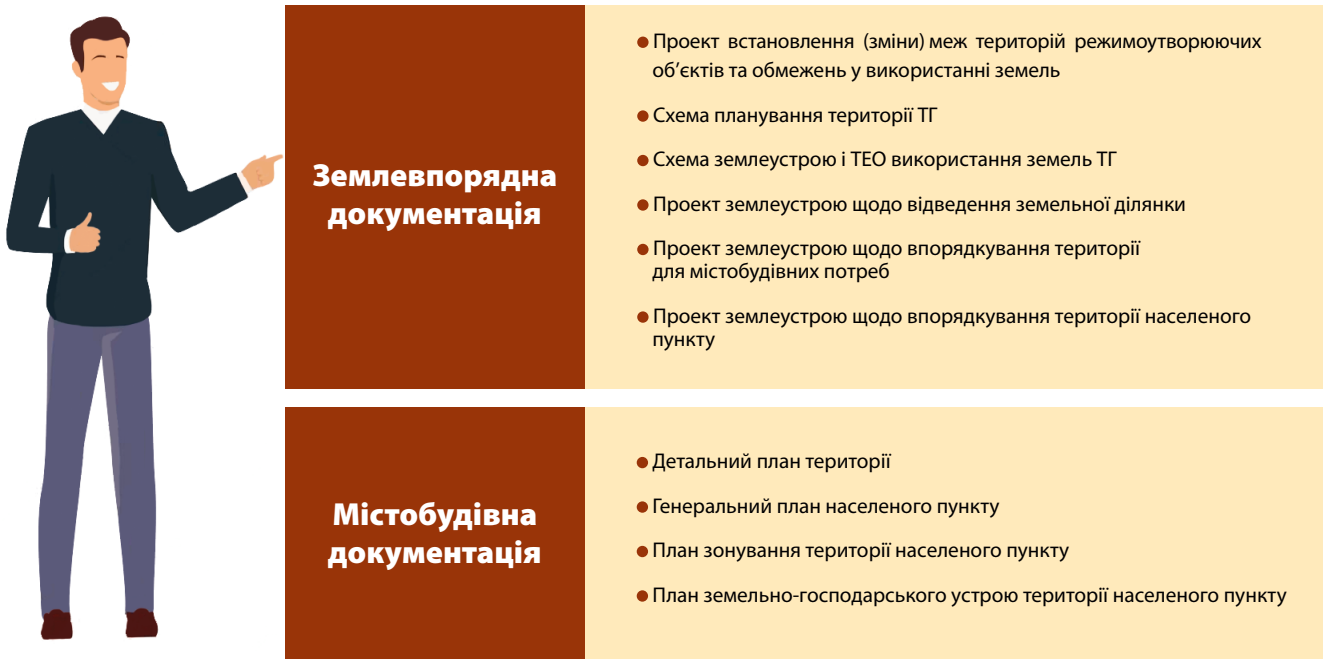 Землевпорядна
документація
● Проект встановлення (зміни) меж територій режимоутворюючих
об’єктів та обмежень у використанні земель
● Схема планування території ТГ
● Схема землеустрою і ТЕО використання земель ТГ
● Проект землеустрою щодо відведення земельної ділянки
● Проект землеустрою щодо впорядкування території
для містобудівних потреб
● Проект землеустрою щодо впорядкування території населеного
пункту
Містобудівна
документація
● Детальний план території
● Генеральний план населеного пункту
● План зонування території населеного пункту
● План земельно-господарського устрою території населеного пункту